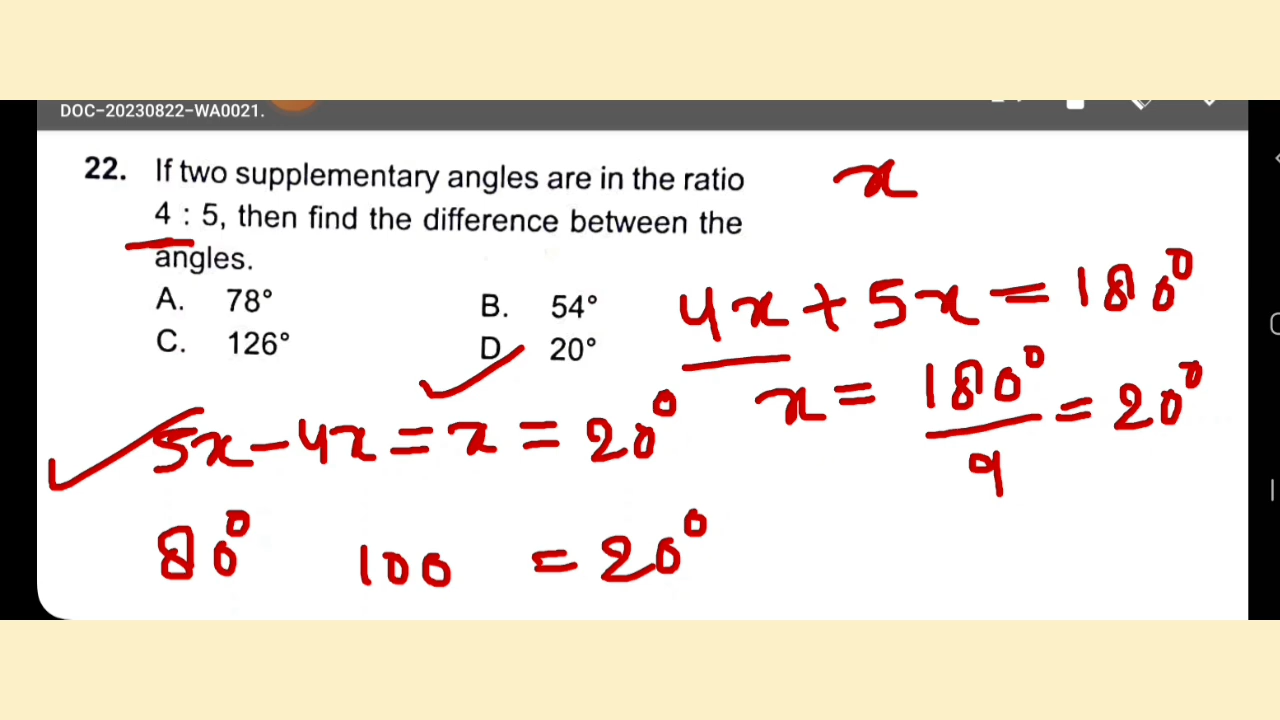 DOC-20230822-WA0021.
22. If two supplementary angles are in the ratio
4 : 5, then find the difference between the
angles.
A. 78° B. 54°
C. 126° D 20°
x
4x + 5x = 180°
x = 180°/9 = 20°
5x - 4x = x = 20°
80° 100 = 20°